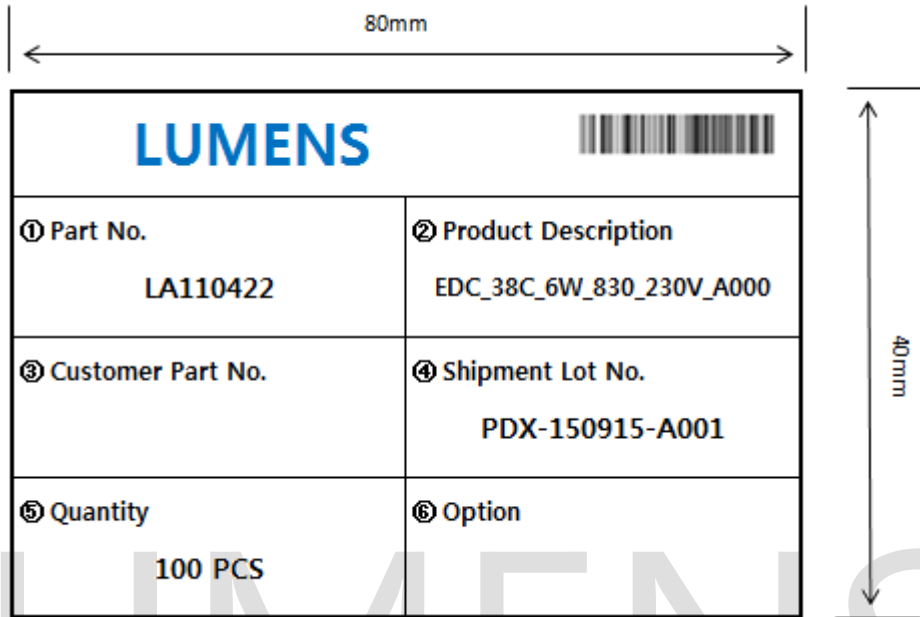 80mm
LUMENS
① Part No.
② Product Description
LA110422
EDC_38C_6W_830_230V_A000
40mm
③ Customer Part No.
④ Shipment Lot No.
PDX-150915-A001
⑤ Quantity
⑥ Option
100 PCS
LUMENS